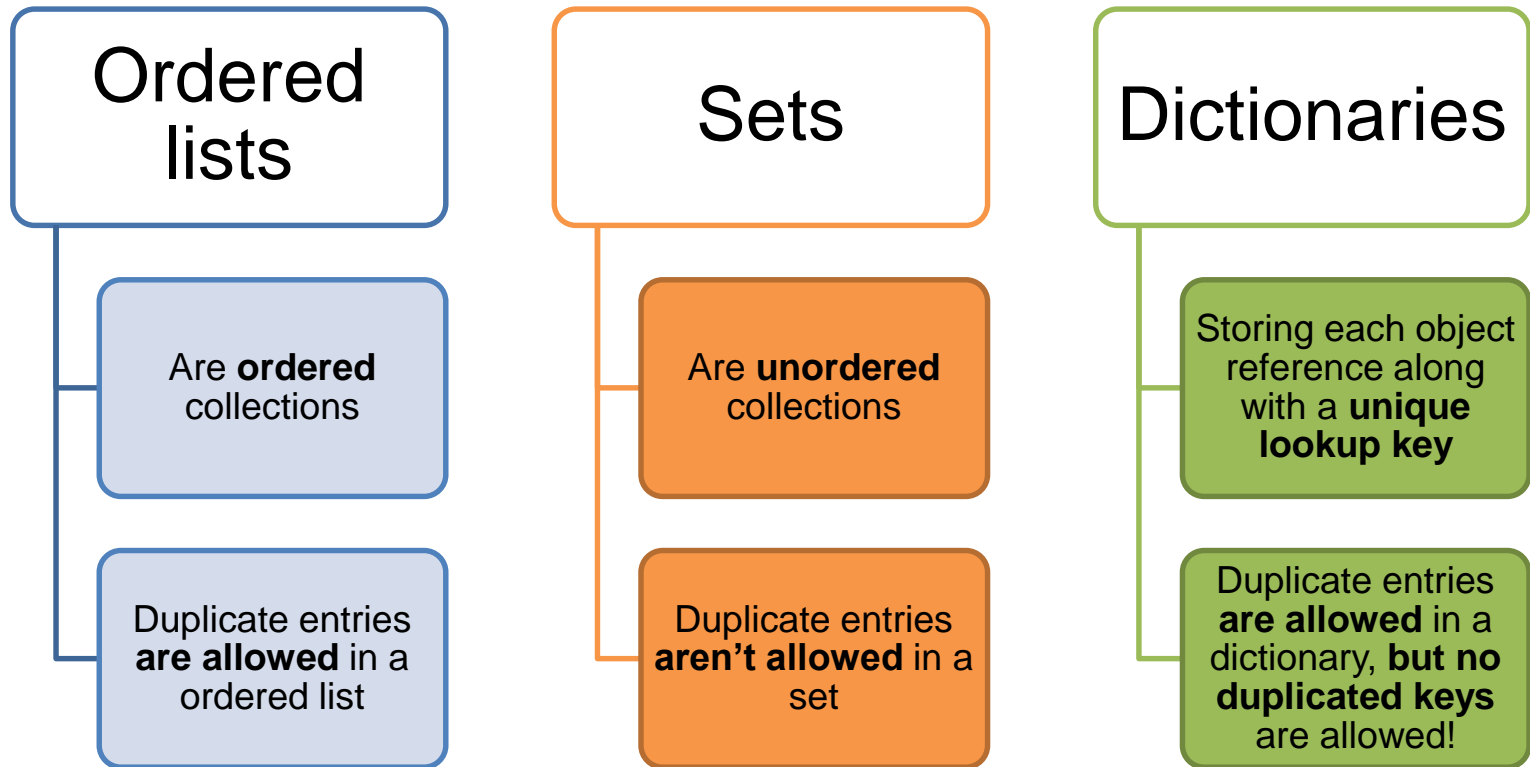 Ordered
lists
Are ordered
collections
Duplicate entries
are allowed in a
ordered list
Sets
Are unordered
collections
Duplicate entries
aren’t allowed in a
set
Dictionaries
Storing each object
reference along
with a unique
lookup key
Duplicate entries
are allowed in a
dictionary, but no
duplicated keys
are allowed!